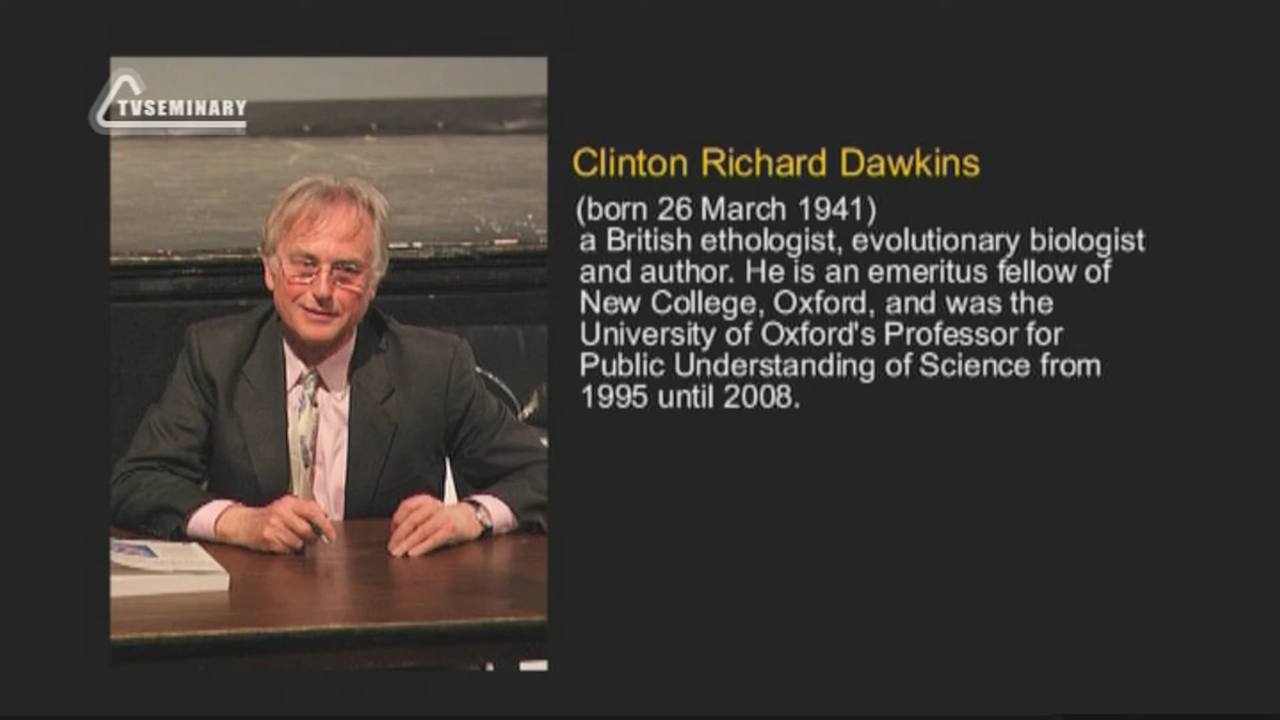 TVSEMINARY
Clinton Richard Dawkins
(born 26 March 1941)
a British ethologist, evolutionary biologist
and author. He is an emeritus fellow of
New College, Oxford, and was the
University of Oxford's Professor for
Public Understanding of Science from
1995 until 2008.